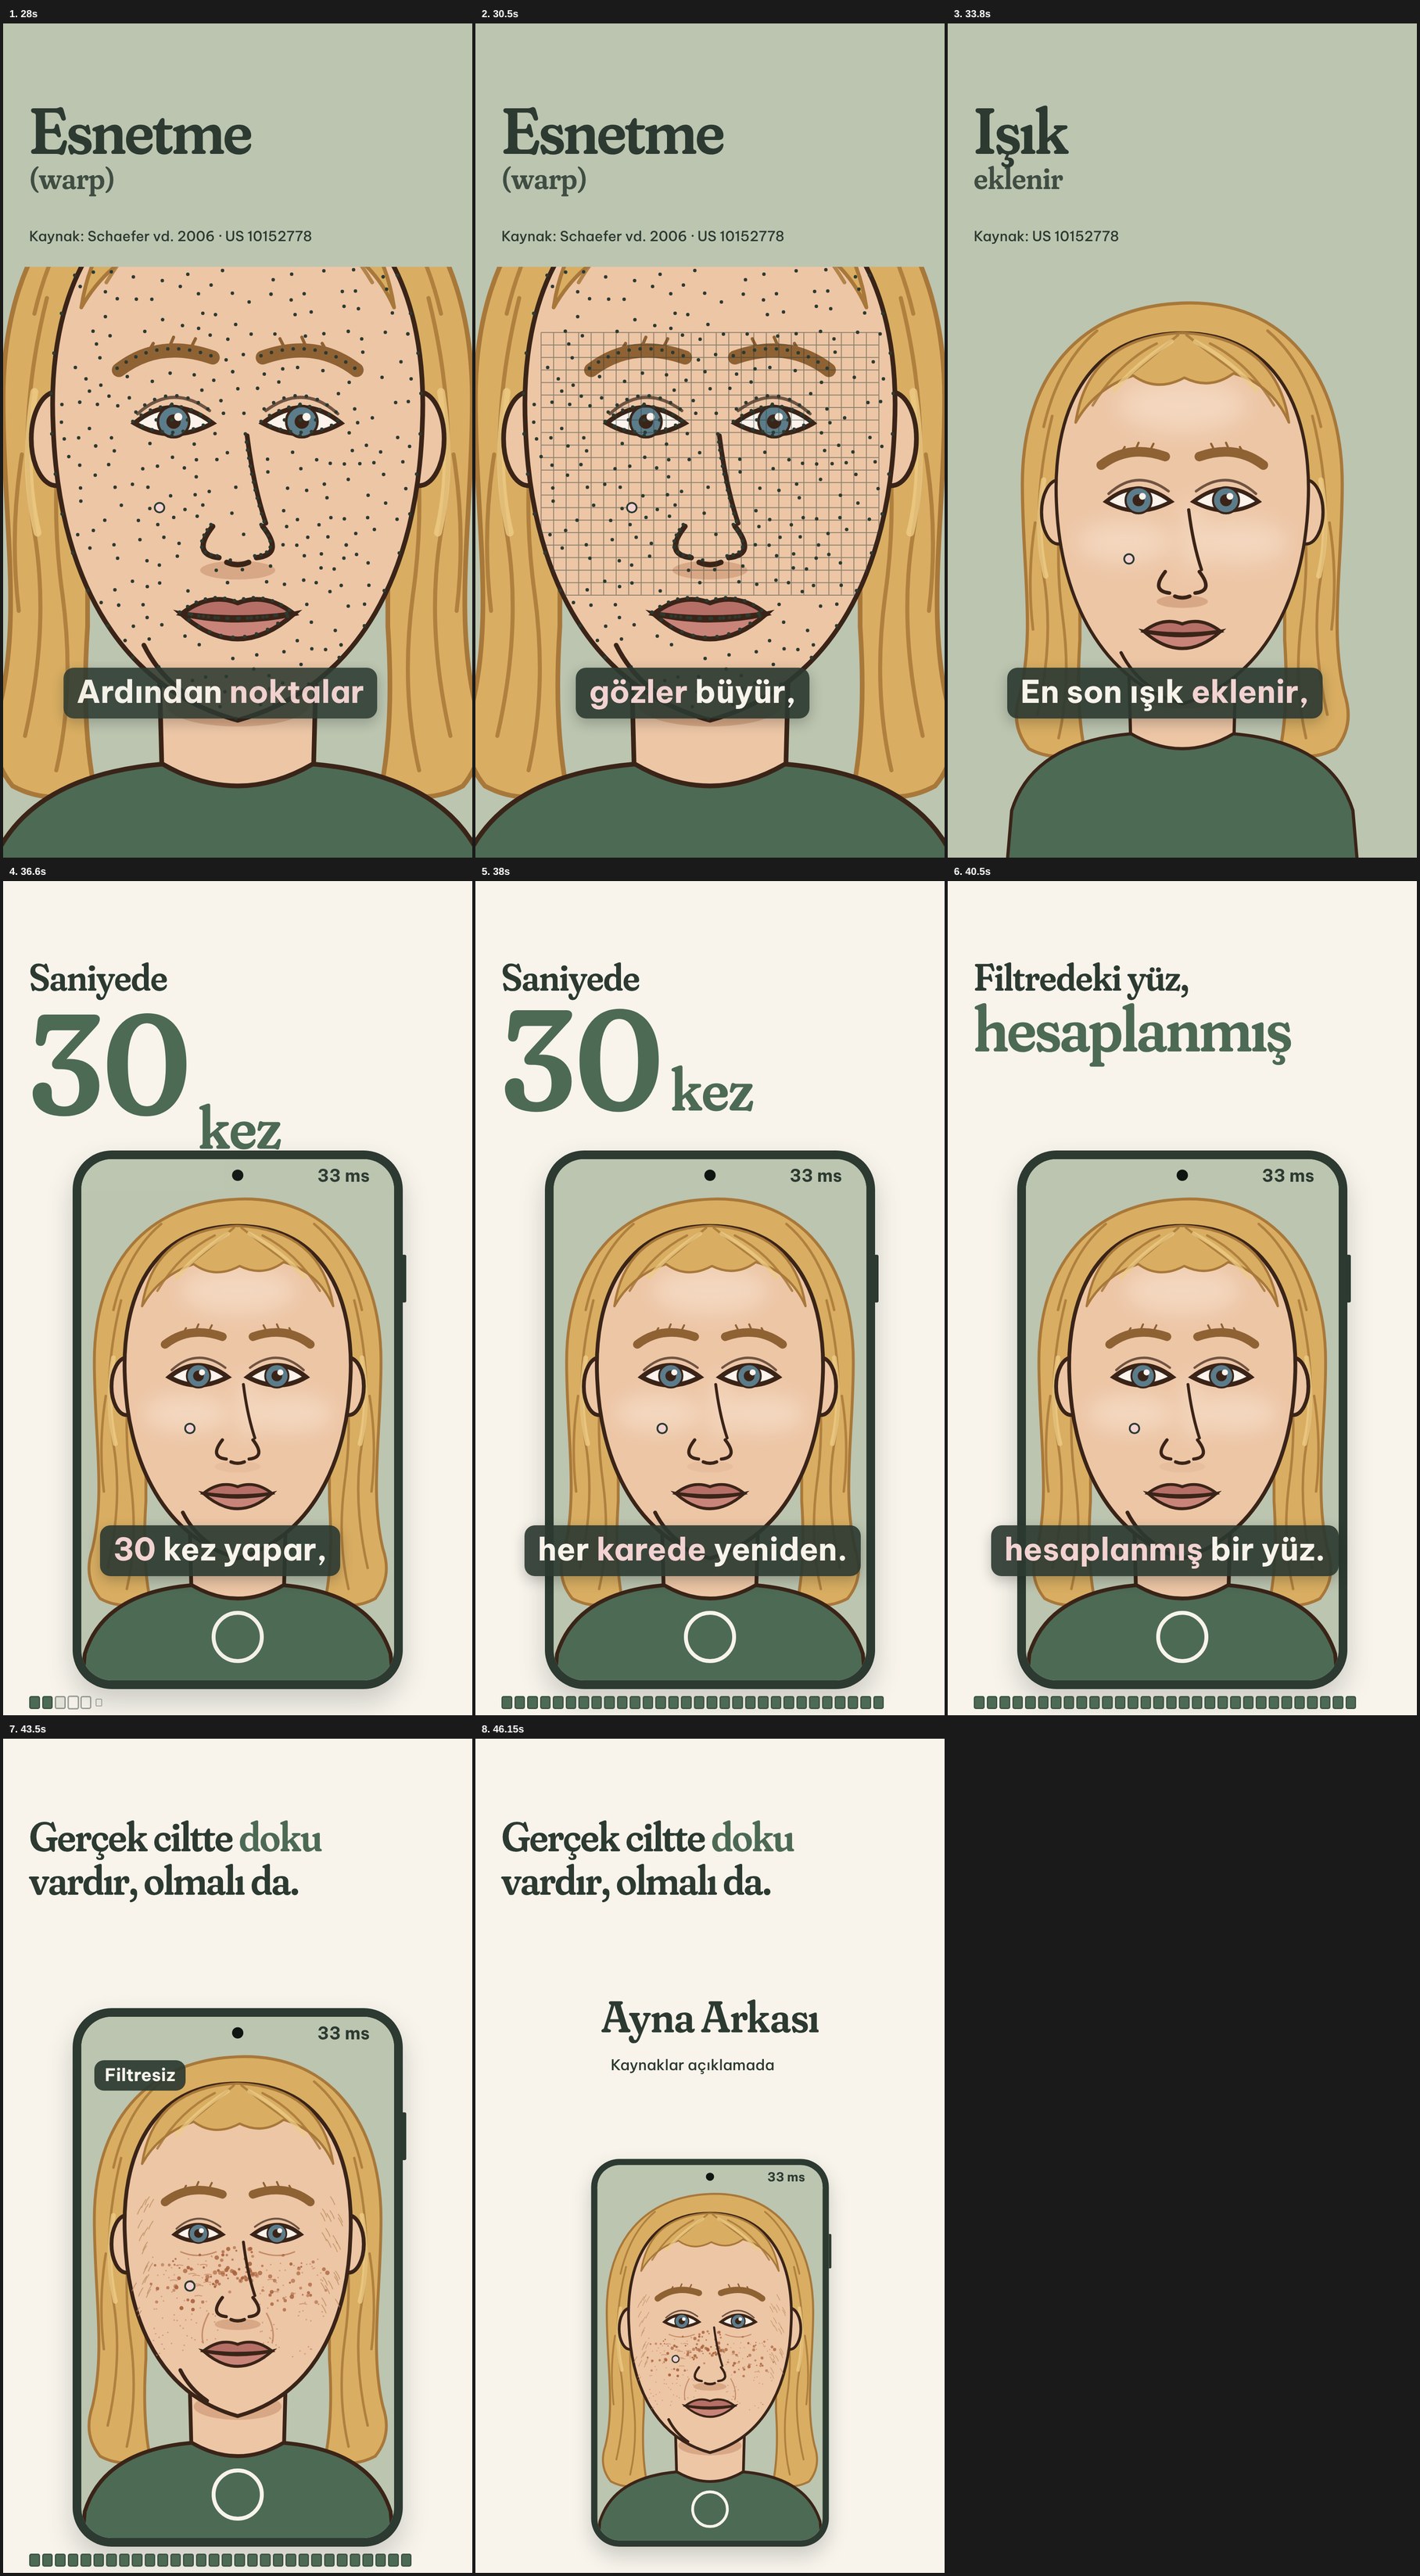 1. 28s
Esnetme
(warp)
Kaynak: Schaefer vd. 2006 · US 10152778
Ardından noktalar
2. 30.5s
Esnetme
(warp)
Kaynak: Schaefer vd. 2006 · US 10152778
gözler büyür,
3. 33.8s
Işık
eklenir
Kaynak: US 10152778
En son ışık eklenir,
4. 36.6s
Saniyede
30 kez
33 ms
30 kez yapar,
5. 38s
Saniyede
30 kez
33 ms
her karede yeniden.
6. 40.5s
Filtredeki yüz,
hesaplanmış
33 ms
hesaplanmış bir yüz.
7. 43.5s
Gerçek ciltte doku
vardır, olmalı da.
33 ms
Filtresiz
8. 46.15s
Gerçek ciltte doku
vardır, olmalı da.
Ayna Arkası
Kaynaklar açıklamada
33 ms